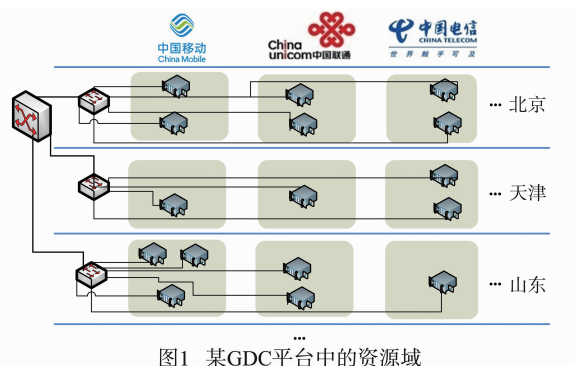 中国移动
China Mobile
China
unicom中国联通
中国电信
CHINA TELECOM
世界触手可及
... 北京
... 天津
... 山东
...
图1 某GDC平台中的资源域